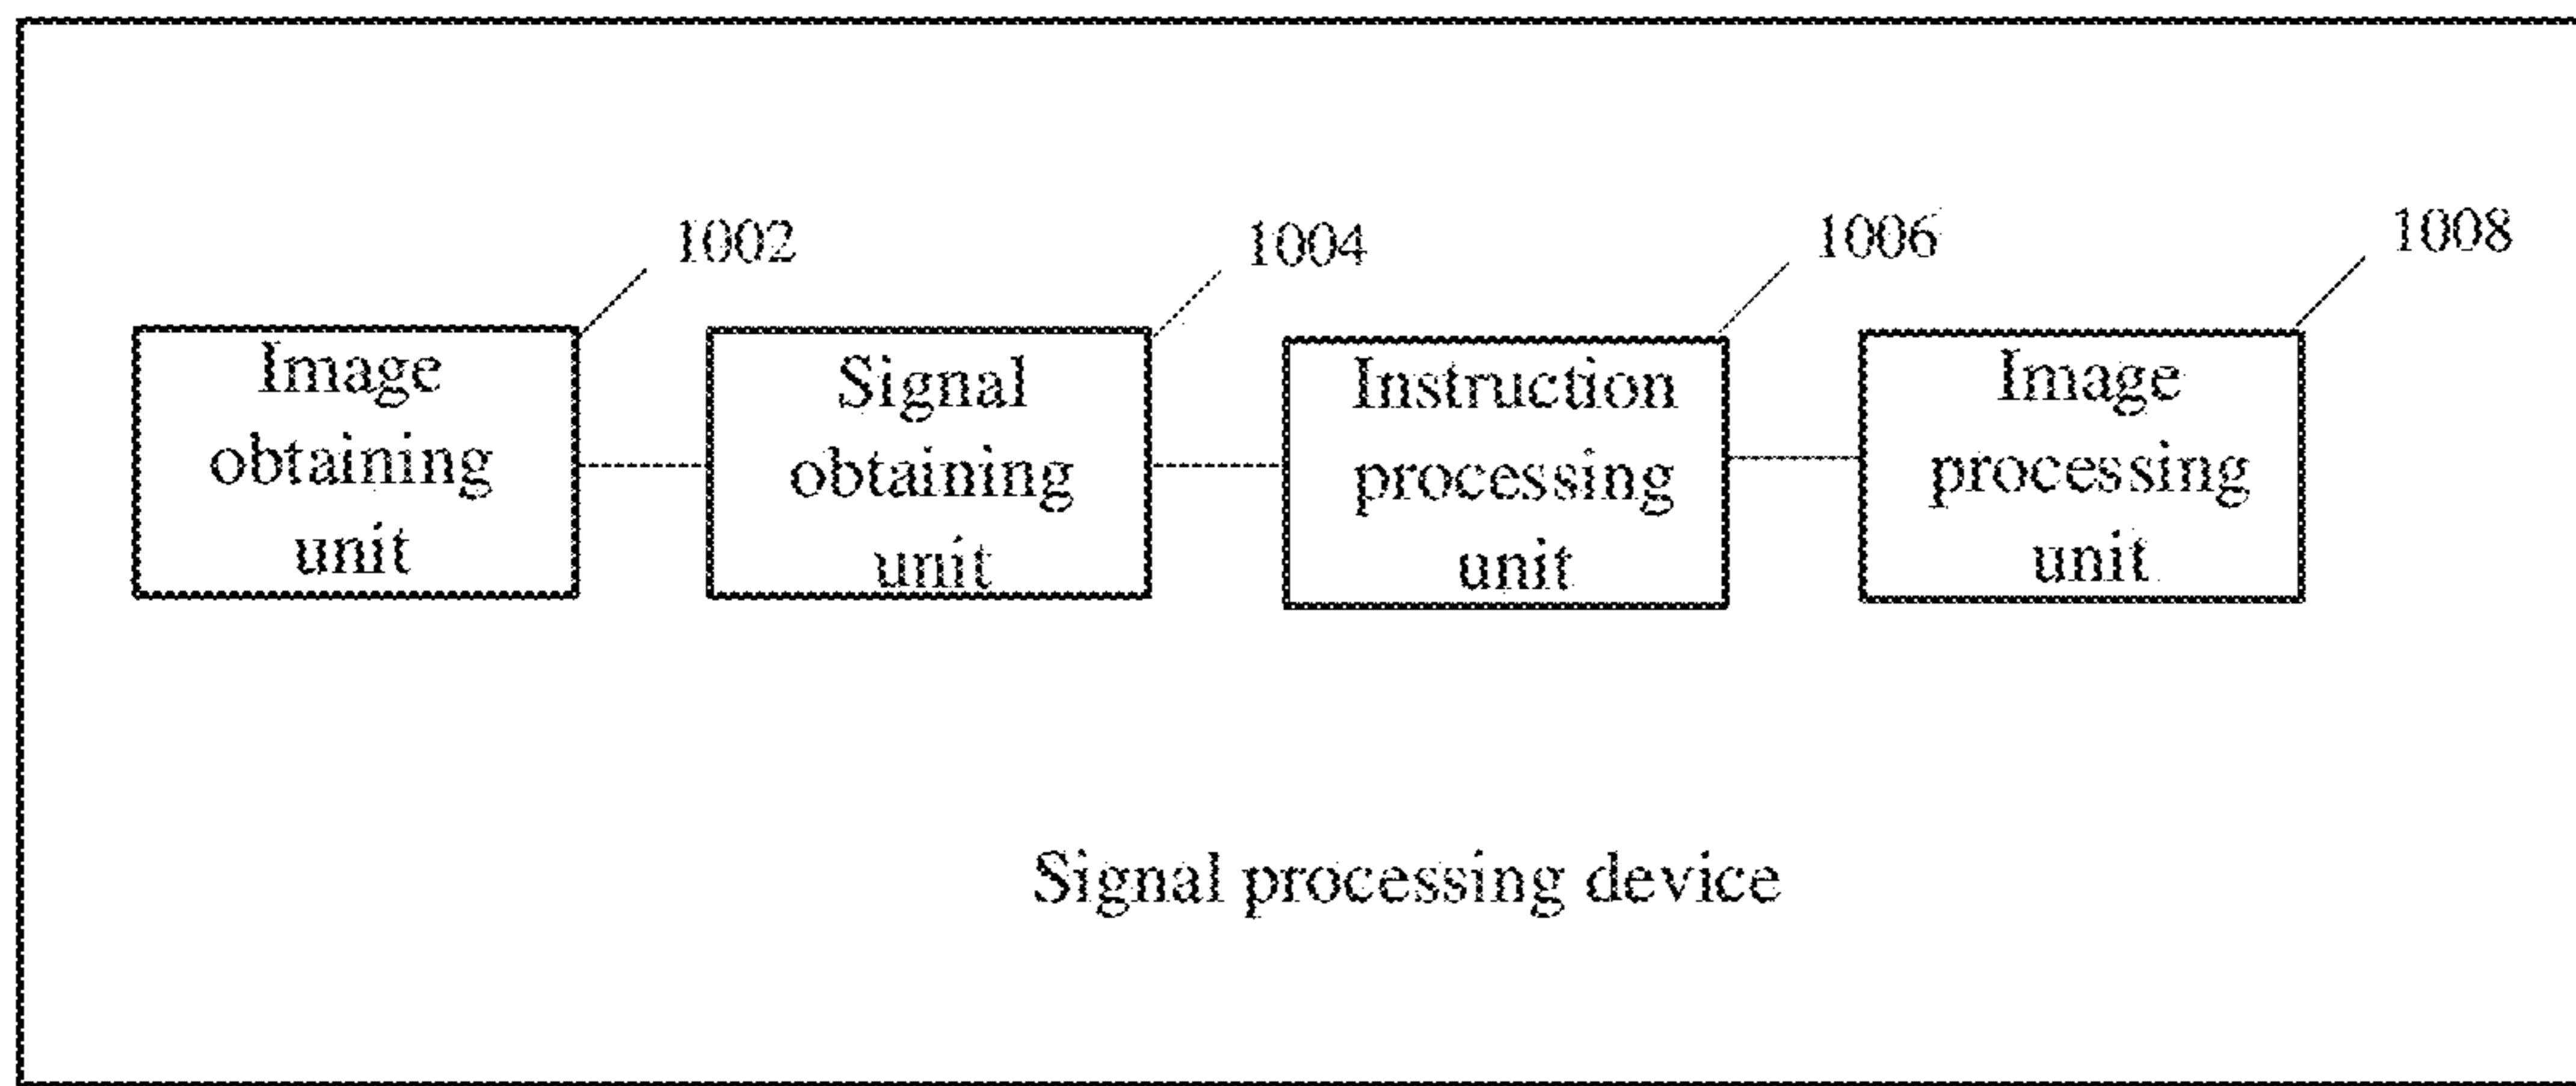 1002
1004
1006
1008
Image
obtaining
unit
Signal
obtaining
unit
Instruction
processing
unit
Image
processing
unit
Signal processing device